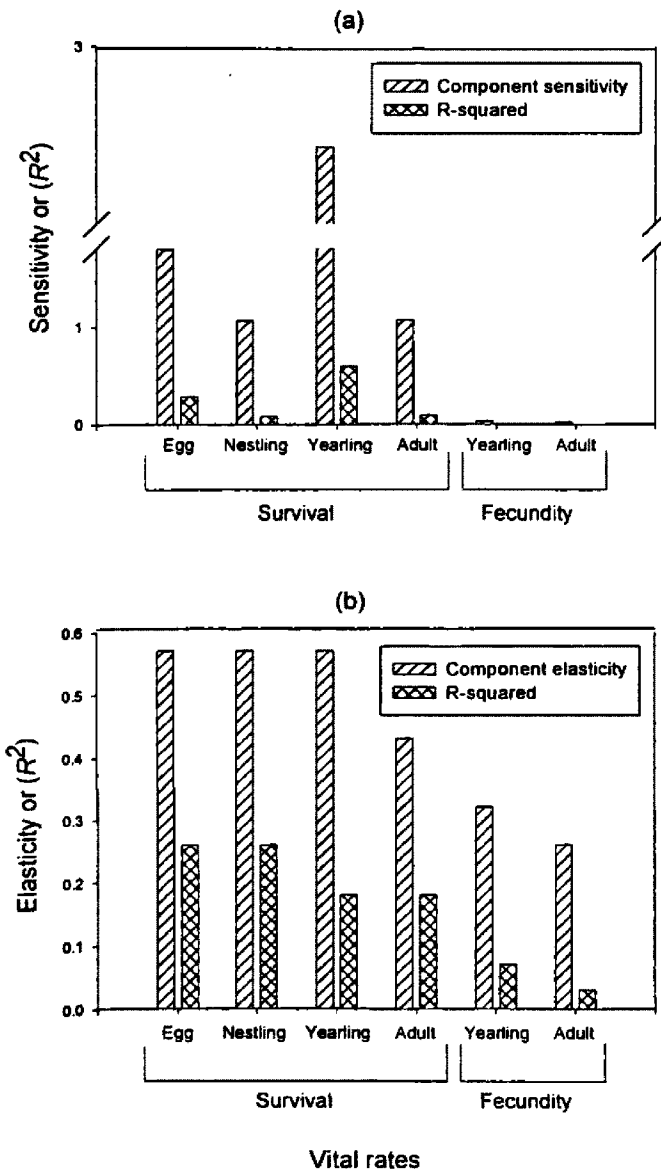 (a)
3
Component sensitivity
R-squared
Sensitivity or (R²)
1
0
Egg Nestling Yearling Adult Yearling Adult
Survival Fecundity
(b)
0.6
Component elasticity
R-squared
0.5
0.4
Elasticity or (R²)
0.3
0.2
0.1
0.0
Egg Nestling Yearling Adult Yearling Adult
Survival Fecundity
Vital rates